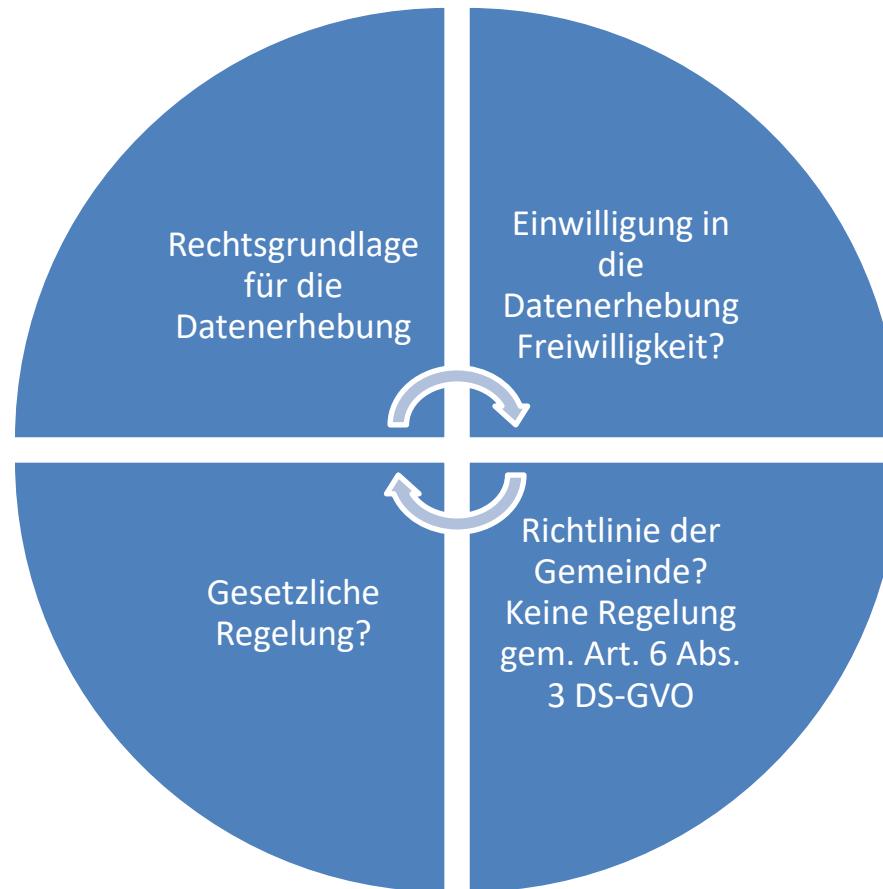 Rechtsgrundlage
für die
Datenerhebung
Einwilligung in
die
Datenerhebung
Freiwilligkeit?
Gesetzliche
Regelung?
Richtlinie der
Gemeinde?
Keine Regelung
gem. Art. 6 Abs.
3 DS-GVO